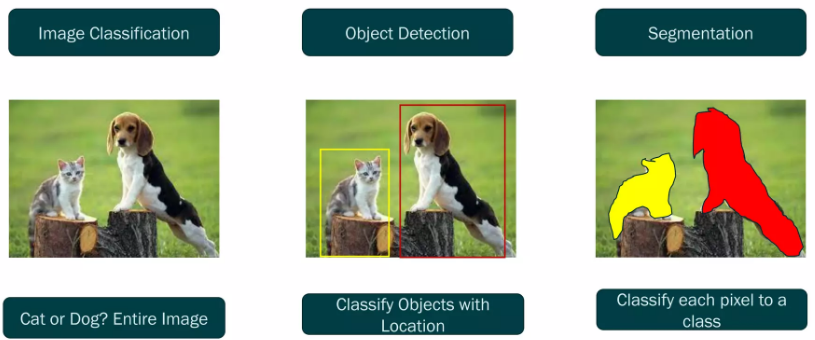 Image Classification
Object Detection
Segmentation
Cat or Dog? Entire Image
Classify Objects with
Location
Classify each pixel to a
class